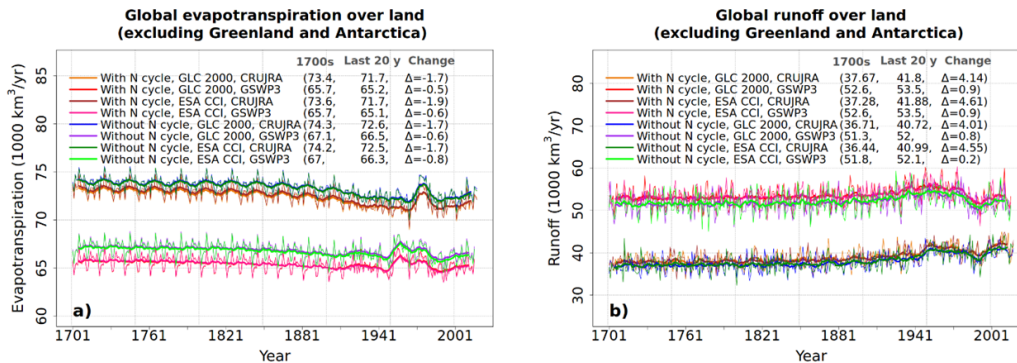 Global evapotranspiration over land
(excluding Greenland and Antarctica)
Evapotranspiration (1000 km³/yr)
85
80
75
70
65
60
1700s Last 20 y Change
With N cycle, GLC 2000, CRUJRA (73.4, 71.7, Δ=-1.7)
With N cycle, GLC 2000, GSWP3 (65.7, 65.2, Δ=-0.5)
With N cycle, ESA CCI, CRUJRA (73.6, 71.7, Δ=-1.9)
With N cycle, ESA CCI, GSWP3 (65.7, 65.1, Δ=-0.6)
Without N cycle, GLC 2000, CRUJRA (74.3, 72.6, Δ=-1.7)
Without N cycle, GLC 2000, GSWP3 (67.1, 66.5, Δ=-0.6)
Without N cycle, ESA CCI, CRUJRA (74.2, 72.5, Δ=-1.7)
Without N cycle, ESA CCI, GSWP3 (67, 66.3, Δ=-0.8)
a)
1701 1761 1821 1881 1941 2001
Year
Global runoff over land
(excluding Greenland and Antarctica)
Runoff (1000 km³/yr)
80
70
60
50
40
30
1700s Last 20 y Change
With N cycle, GLC 2000, CRUJRA (37.67, 41.8, Δ=4.14)
With N cycle, GLC 2000, GSWP3 (52.6, 53.5, Δ=0.9)
With N cycle, ESA CCI, CRUJRA (37.28, 41.88, Δ=4.61)
With N cycle, ESA CCI, GSWP3 (52.6, 53.5, Δ=0.9)
Without N cycle, GLC 2000, CRUJRA (36.71, 40.72, Δ=4.01)
Without N cycle, GLC 2000, GSWP3 (51.3, 52, Δ=0.8)
Without N cycle, ESA CCI, CRUJRA (36.44, 40.99, Δ=4.55)
Without N cycle, ESA CCI, GSWP3 (51.8, 52.1, Δ=0.2)
b)
1701 1761 1821 1881 1941 2001
Year